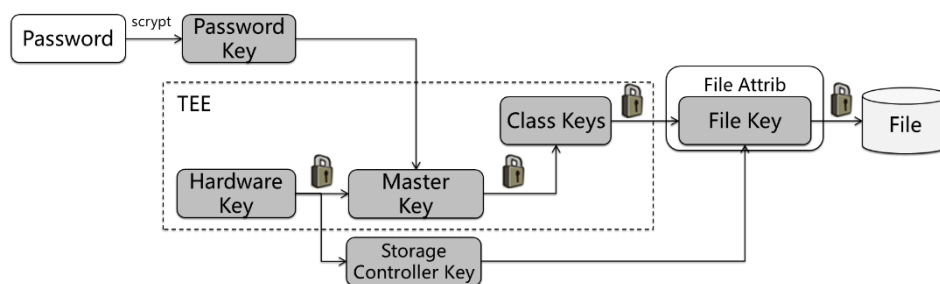 Password
scrypt
Password
Key
TEE
File Attrib
Class Keys
File Key
File
Hardware
Key
Master
Key
Storage
Controller Key